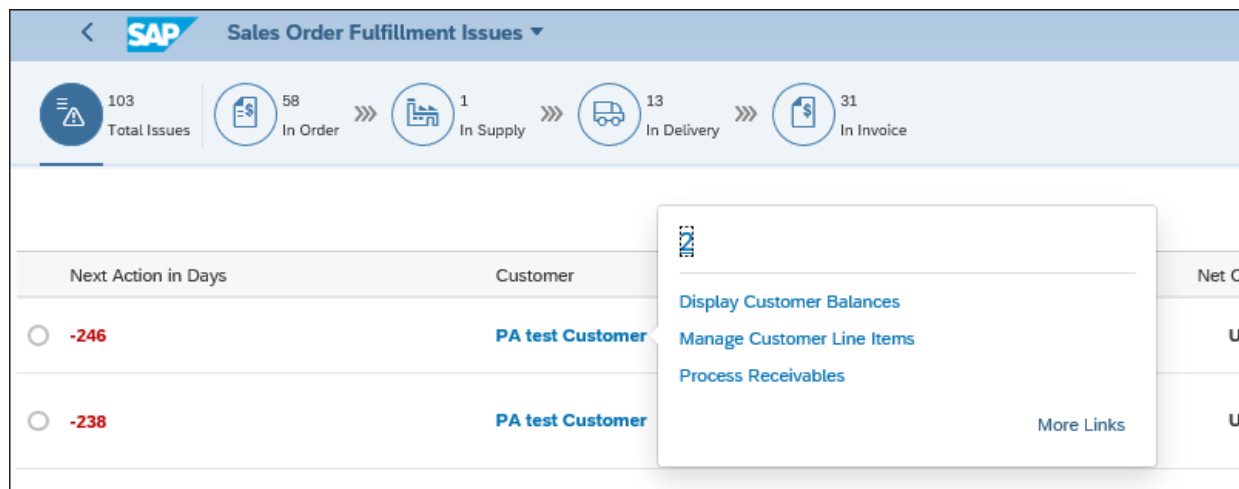 SAP Sales Order Fulfillment Issues
103
Total Issues
58
In Order
1
In Supply
13
In Delivery
31
In Invoice
2
Next Action in Days Customer Net
Display Customer Balances
-246 PA test Customer Manage Customer Line Items
Process Receivables
-238 PA test Customer
More Links